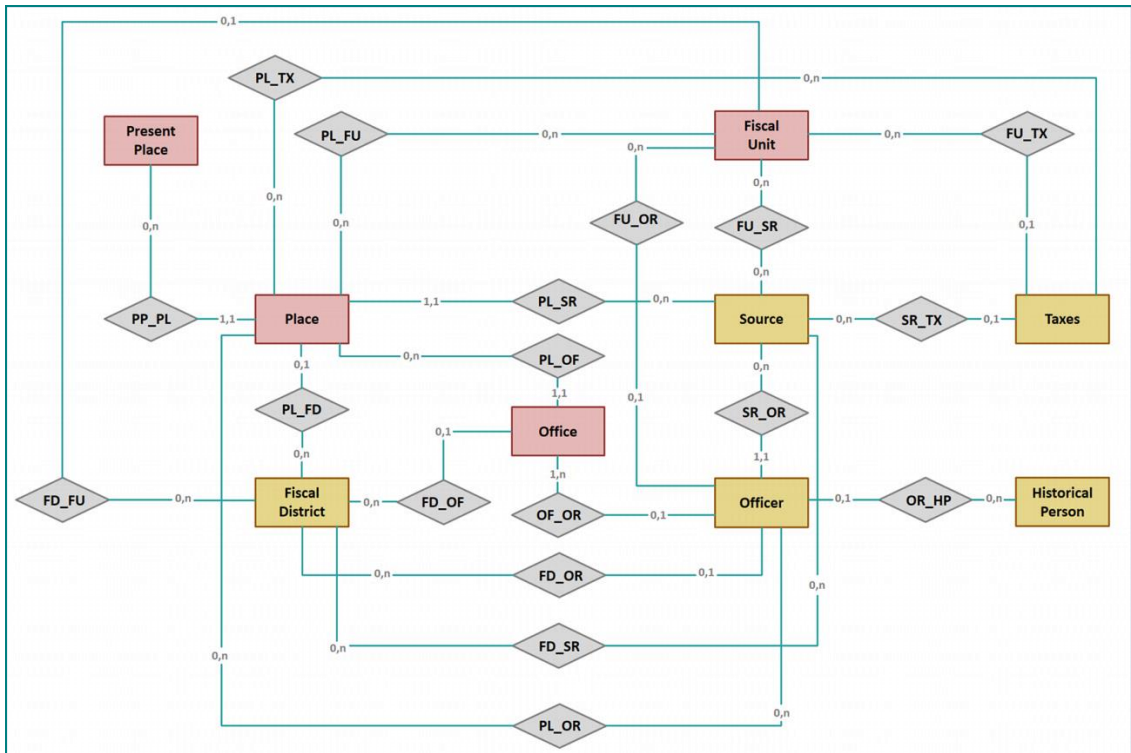 0,1
PL_TX
0,n
Present
Place
PL_FU
0,n
Fiscal
Unit
0,n
FU_TX
0,n
0,n
0,n
0,n
0,n
FU_OR
FU_SR
0,1
0,n
PP_PL
1,1
Place
1,1
PL_SR
0,n
Source
0,n
SR_TX
0,1
Taxes
0,n
PL_OF
0,1
0,n
1,1
0,1
PL_FD
SR_OR
0,1
Office
0,n
1,1
1,n
FD_FU
0,n
Fiscal
District
0,n
FD_OF
OF_OR
0,1
Officer
0,1
OR_HP
0,n
Historical
Person
0,n
FD_OR
0,1
0,n
0,n
0,n
FD_SR
0,n
PL_OR